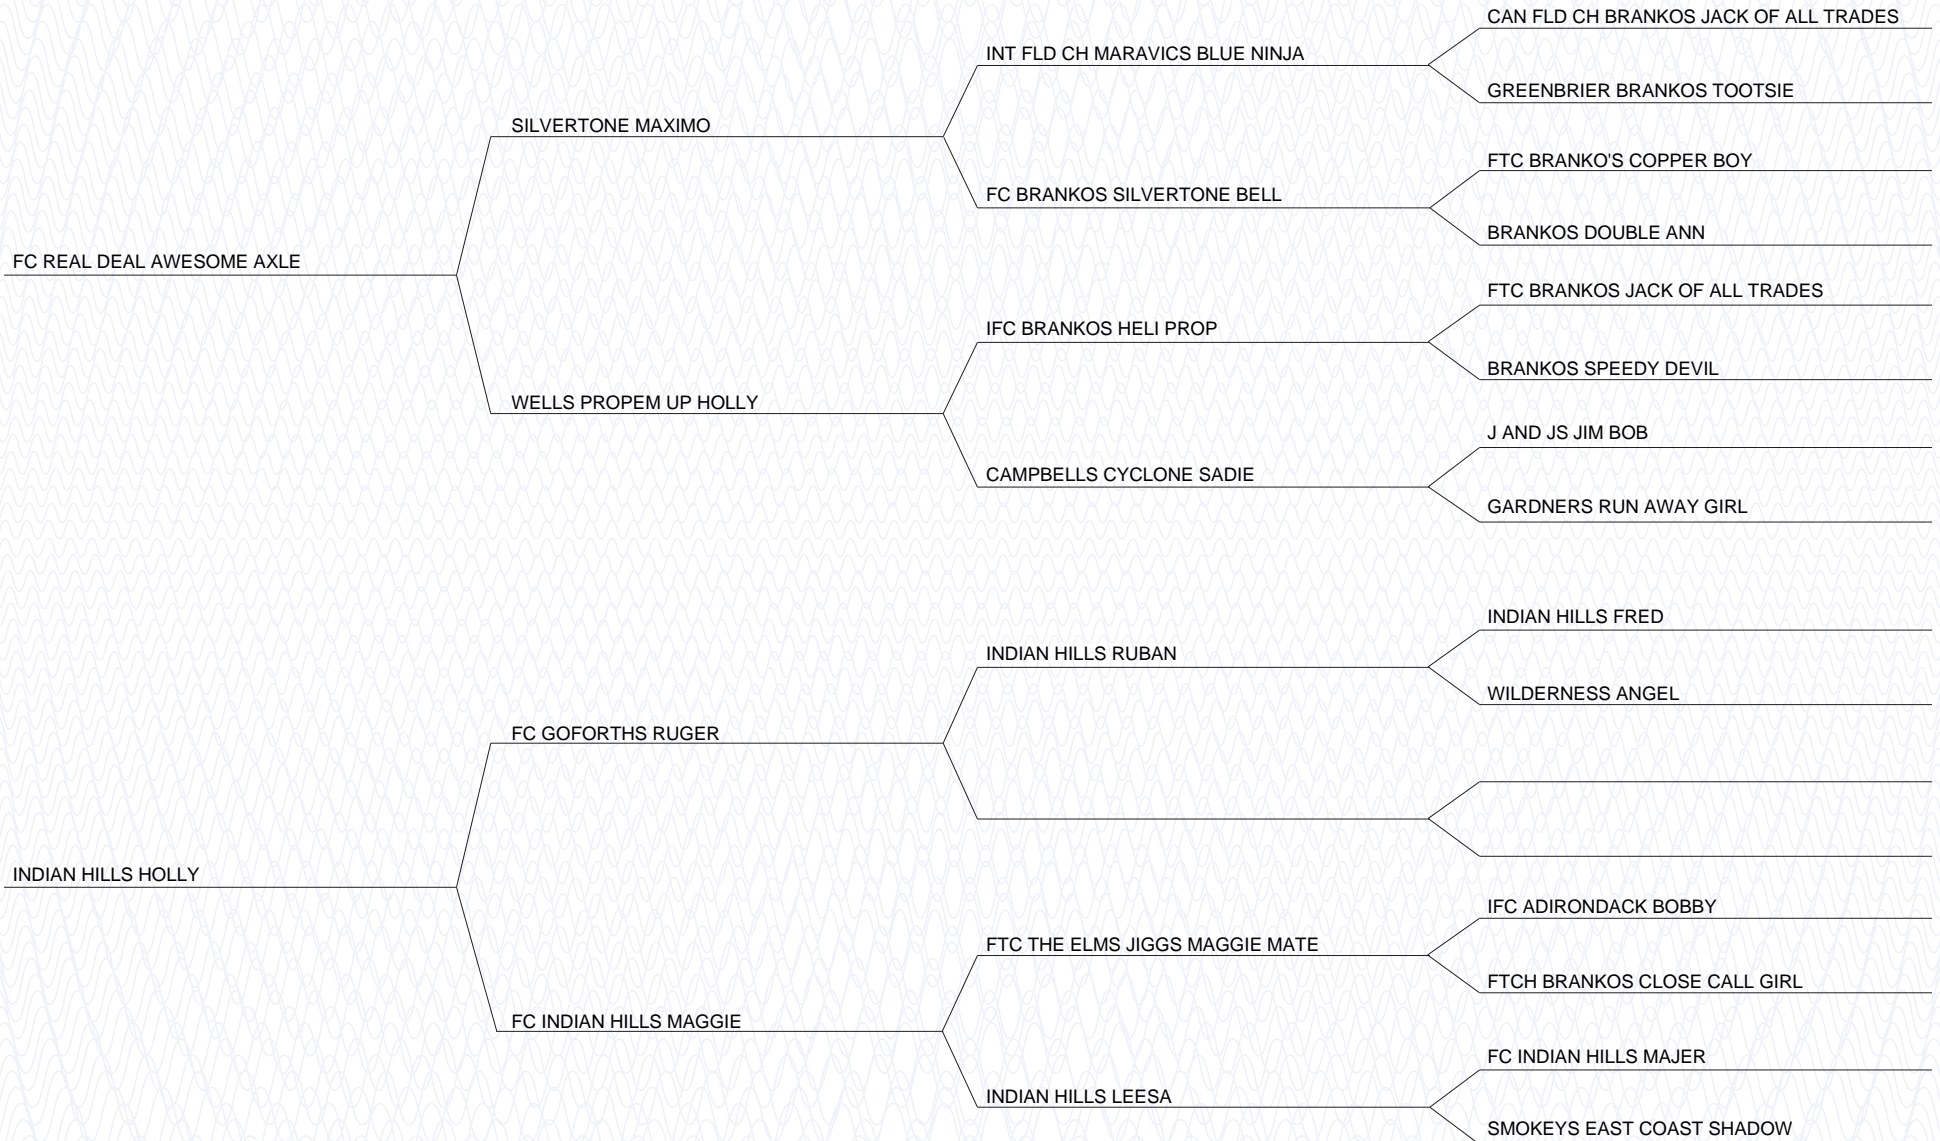 CAN FLD CH BRANKOS JACK OF ALL TRADES
INT FLD CH MARAVICS BLUE NINJA
GREENBRIER BRANKOS TOOTSIE
SILVERTONE MAXIMO
FTC BRANKO'S COPPER BOY
FC BRANKOS SILVERTONE BELL
BRANKOS DOUBLE ANN
FC REAL DEAL AWESOME AXLE
FTC BRANKOS JACK OF ALL TRADES
IFC BRANKOS HELI PROP
BRANKOS SPEEDY DEVIL
WELLS PROPEM UP HOLLY
J AND JS JIM BOB
CAMPBELLS CYCLONE SADIE
GARDNERS RUN AWAY GIRL
INDIAN HILLS FRED
INDIAN HILLS RUBAN
WILDERNESS ANGEL
FC GOFORTHS RUGER
INDIAN HILLS HOLLY
IFC ADIRONDACK BOBBY
FTC THE ELMS JIGGS MAGGIE MATE
FTCH BRANKOS CLOSE CALL GIRL
FC INDIAN HILLS MAGGIE
FC INDIAN HILLS MAJER
INDIAN HILLS LEESA
SMOKEYS EAST COAST SHADOW